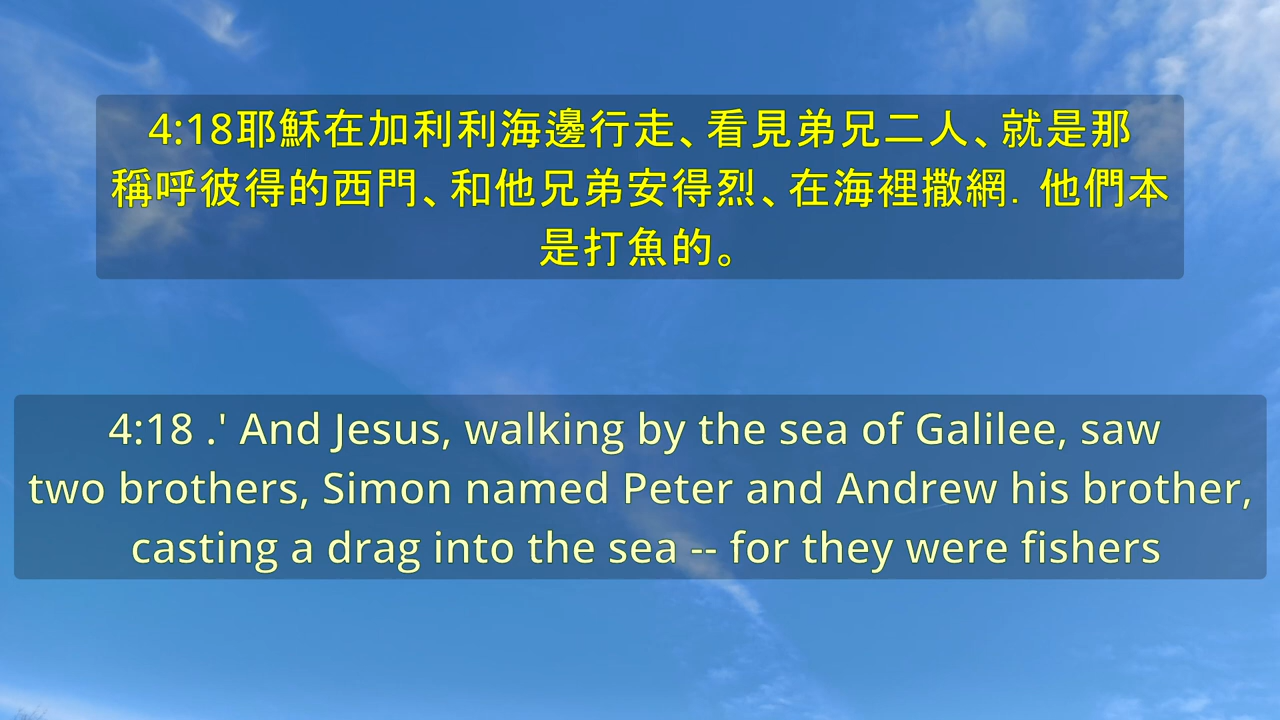 4:18耶穌在加利利海邊行走、看見弟兄二人、就是那
稱呼彼得的西門、和他兄弟安得烈、在海裡撒網．他們本
是打魚的。
4:18 .' And Jesus, walking by the sea of Galilee, saw
two brothers, Simon named Peter and Andrew his brother,
casting a drag into the sea -- for they were fishers